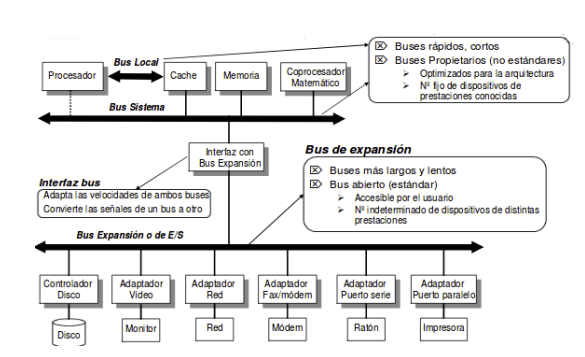 Bus Local
Procesador
Cache
Memoria
Coprocesador
Matemático
Buses rápidos, cortos
Buses Propietarios (no estándares)
Optimizados para la arquitectura
Nº fijo de dispositivos de
prestaciones conocidas
Bus Sistema
Interfaz con
Bus Expansión
Bus de expansión
Buses más largos y lentos
Bus abierto (estándar)
Accesible por el usuario
Nº indeterminado de dispositivos de distintas
prestaciones
Interfaz bus
Adapta las velocidades de ambos buses
Convierte las señales de un bus a otro
Bus Expansión o de E/S
Controlador
Disco
Adaptador
Vídeo
Adaptador
Red
Adaptador
Fax/módem
Adaptador
Puerto serie
Adaptador
Puerto paralelo
Disco
Monitor
Red
Módem
Ratón
Impresora